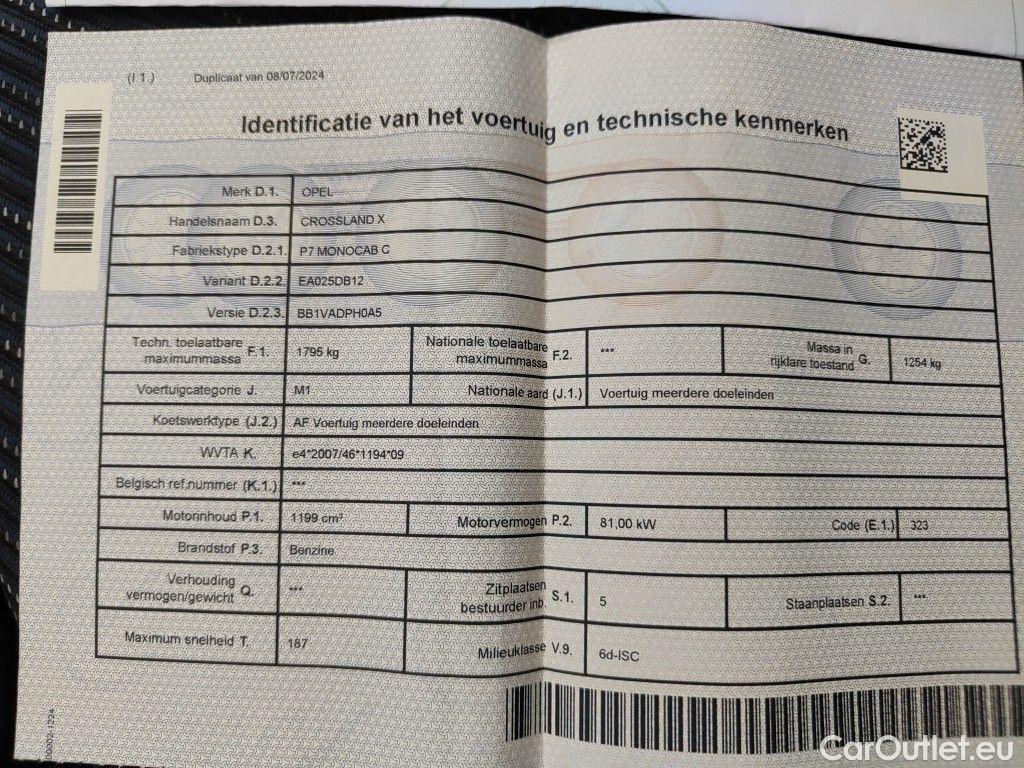 (I.1.) Duplicaat van 08/07/2024
Identificatie van het voertuig en technische kenmerken
Merk D.1. OPEL
Handelsnaam D.3. CROSSLAND X
Fabriekstype D.2.1 P7 MONOCAB C
Variant D.2.2. EA025DB12
Versie D.2.3. BB1VADPH0A5
Techn. toelaatbare maximummassa F.1. 1795 kg Nationale toelaatbare maximummassa F.2. *** Massa in rijklare toestand G. 1254 kg
Voertuigcategorie J. M1 Nationale aard (J.1.) Voertuig meerdere doeleinden
Koetswerktype (J.2.) AF Voertuig meerdere doeleinden
WVTA K. e4*2007/46*1194*09
Belgisch ref.nummer (K.1.) ***
Motorinhoud P.1. 1199 cm³ Motorvermogen P.2. 81,00 kW Code (E.1.) 323
Brandstof P.3. Benzine
Verhouding vermogen/gewicht Q. *** Zitplaatsen bestuurder inb. S.1. 5 Staanplaatsen S.2. ***
Maximum snelheid T. 187 Milieuklasse V.9. 6d-ISC
CarOutlet.eu